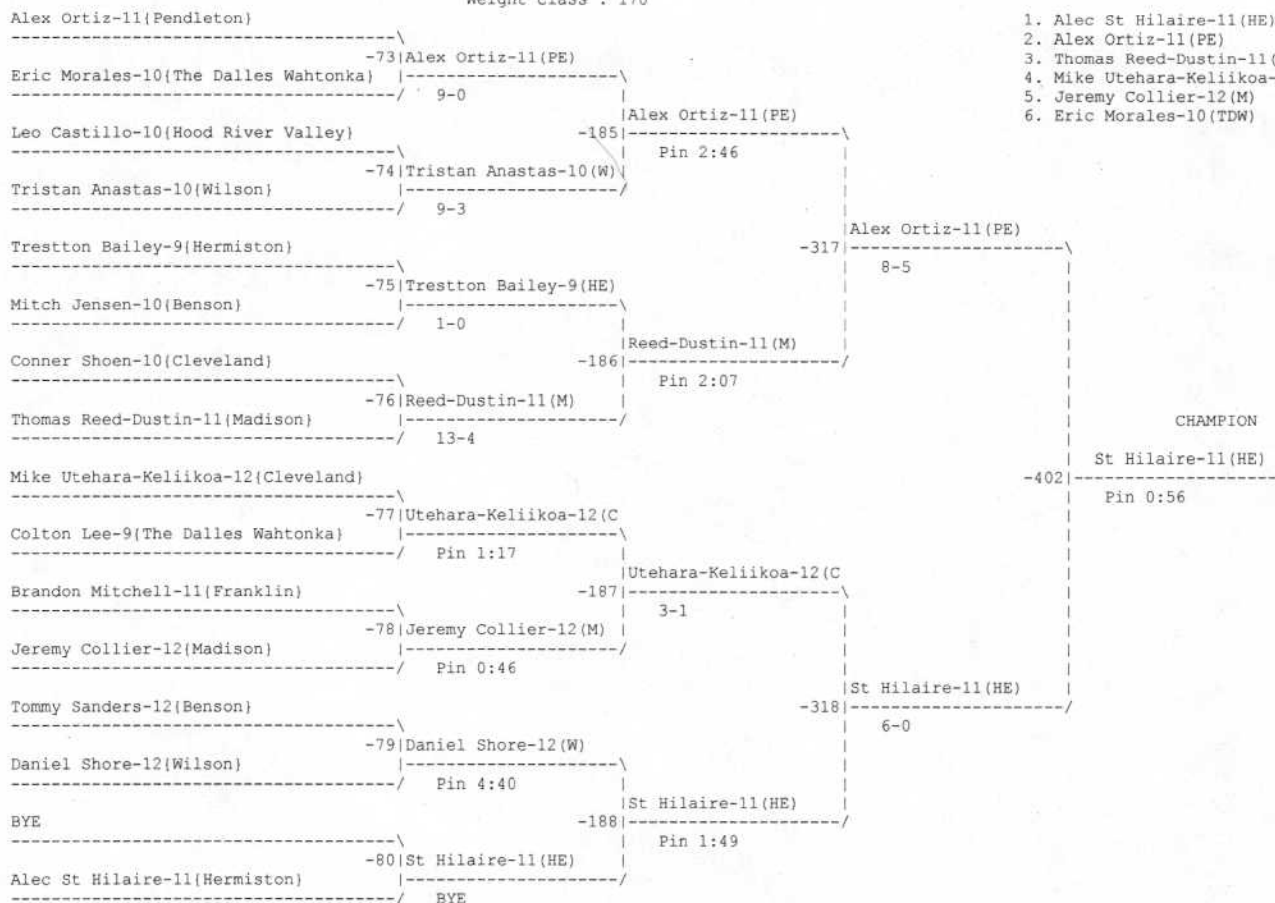 Weight Class : 170
Alex Ortiz-11{Pendleton}
1. Alec St Hilaire-11(HE)
2. Alex Ortiz-11(PE)
3. Thomas Reed-Dustin-11(
4. Mike Utehara-Keliikoa-
5. Jeremy Collier-12(M)
6. Eric Morales-10(TDW)
-73|Alex Ortiz-11(PE)
Eric Morales-10{The Dalles Wahtonka}
9-0
Alex Ortiz-11(PE)
Leo Castillo-10{Hood River Valley}
-185
Pin 2:46
-74|Tristan Anastas-10(W)
Tristan Anastas-10{Wilson}
9-3
Alex Ortiz-11(PE)
Trestton Bailey-9{Hermiston}
-317
8-5
-75|Trestton Bailey-9(HE)
Mitch Jensen-10{Benson}
1-0
Reed-Dustin-11(M)
Conner Shoen-10{Cleveland}
-186
Pin 2:07
-76|Reed-Dustin-11(M)
Thomas Reed-Dustin-11{Madison}
13-4
CHAMPION
St Hilaire-11(HE)
Mike Utehara-Keliikoa-12{Cleveland}
-402
Pin 0:56
-77|Utehara-Keliikoa-12(C
Colton Lee-9{The Dalles Wahtonka}
Pin 1:17
Utehara-Keliikoa-12(C
Brandon Mitchell-11{Franklin}
-187
3-1
-78|Jeremy Collier-12(M)
Jeremy Collier-12{Madison}
Pin 0:46
St Hilaire-11(HE)
Tommy Sanders-12{Benson}
-318
6-0
-79|Daniel Shore-12(W)
Daniel Shore-12{Wilson}
Pin 4:40
St Hilaire-11(HE)
BYE
-188
Pin 1:49
-80|St Hilaire-11(HE)
Alec St Hilaire-11{Hermiston}
BYE